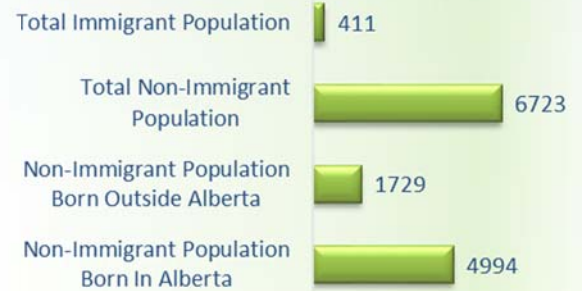 Total Immigrant Population 411
Total Non-Immigrant
Population
6723
Non-Immigrant Population
Born Outside Alberta
1729
Non-Immigrant Population
Born In Alberta
4994